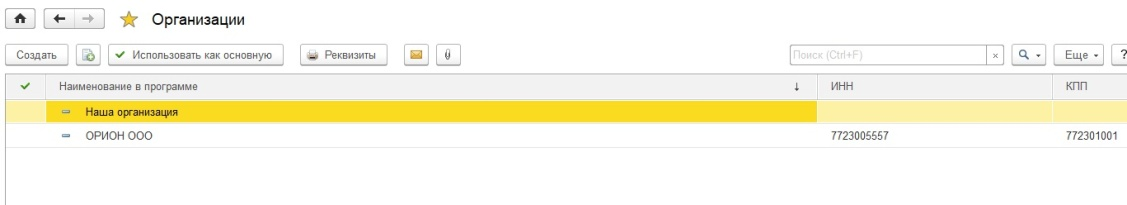 Организации
Создать Использовать как основную Реквизиты Поиск (Ctrl+F) × Еще ?
Наименование в программе ↓ ИНН КПП
Наша организация
ОРИОН ООО 7723005557 772301001